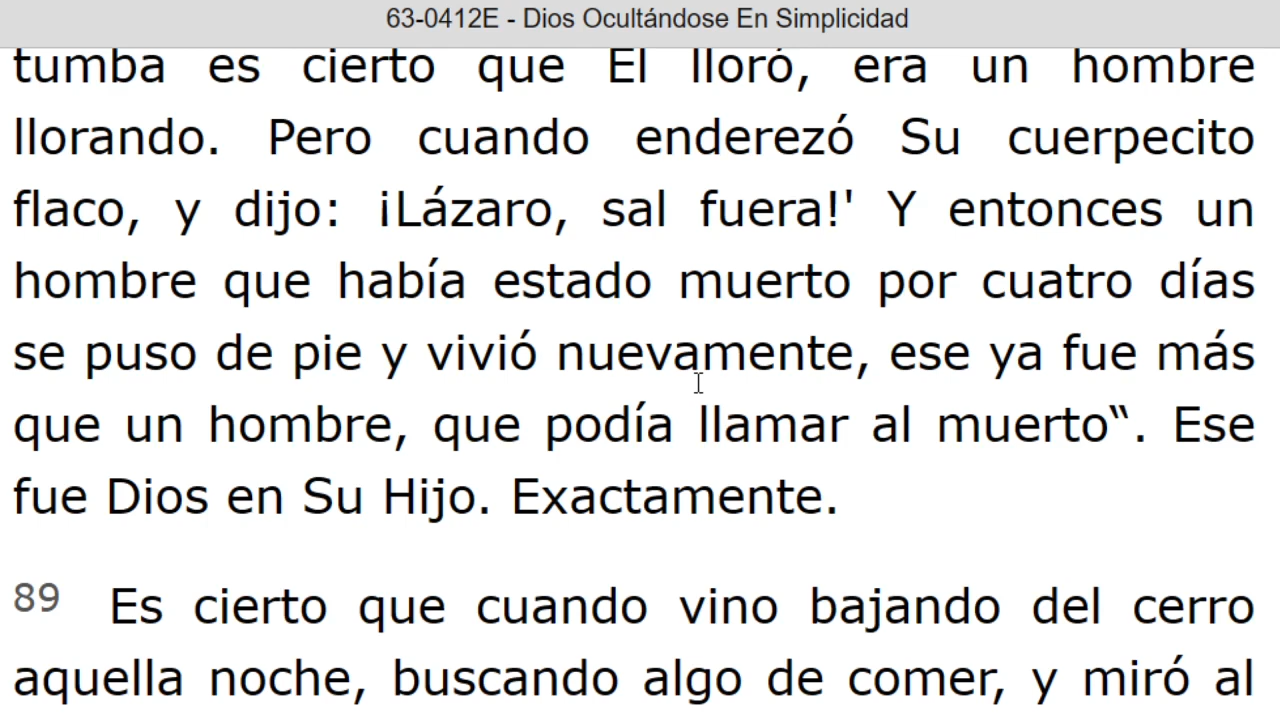 63-0412E - Dios Ocultándose En Simplicidad
tumba es cierto que El lloró, era un hombre
llorando. Pero cuando enderezó Su cuerpecito
flaco, y dijo: ¡Lázaro, sal fuera!' Y entonces un
hombre que había estado muerto por cuatro días
se puso de pie y vivió nuevamente, ese ya fue más
que un hombre, que podía llamar al muerto“. Ese
fue Dios en Su Hijo. Exactamente.
89 Es cierto que cuando vino bajando del cerro
aquella noche, buscando algo de comer, y miró al